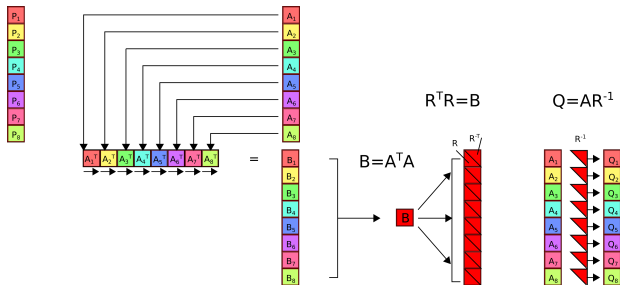 P₁
P₂
P₃
P₄
P₅
P₆
P₇
P₈
A₁
A₂
A₃
A₄
A₅
A₆
A₇
A₈
A₁ᵀ A₂ᵀ A₃ᵀ A₄ᵀ A₅ᵀ A₆ᵀ A₇ᵀ A₈ᵀ
=
B₁
B₂
B₃
B₄
B₅
B₆
B₇
B₈
B=AᵀA
B
RᵀR=B
R R⁻ᵀ
Q=AR⁻¹
R⁻¹
A₁ Q₁
A₂ Q₂
A₃ Q₃
A₄ Q₄
A₅ Q₅
A₆ Q₆
A₇ Q₇
A₈ Q₈